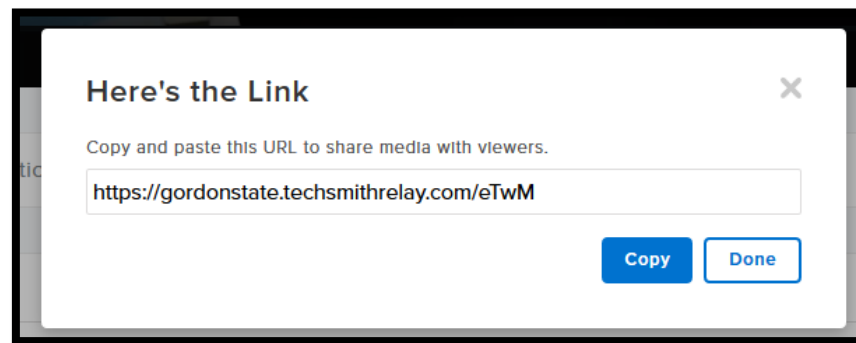 Here's the Link
Copy and paste this URL to share media with viewers.
tic
https://gordonstate.techsmithrelay.com/eTwM
Copy Done